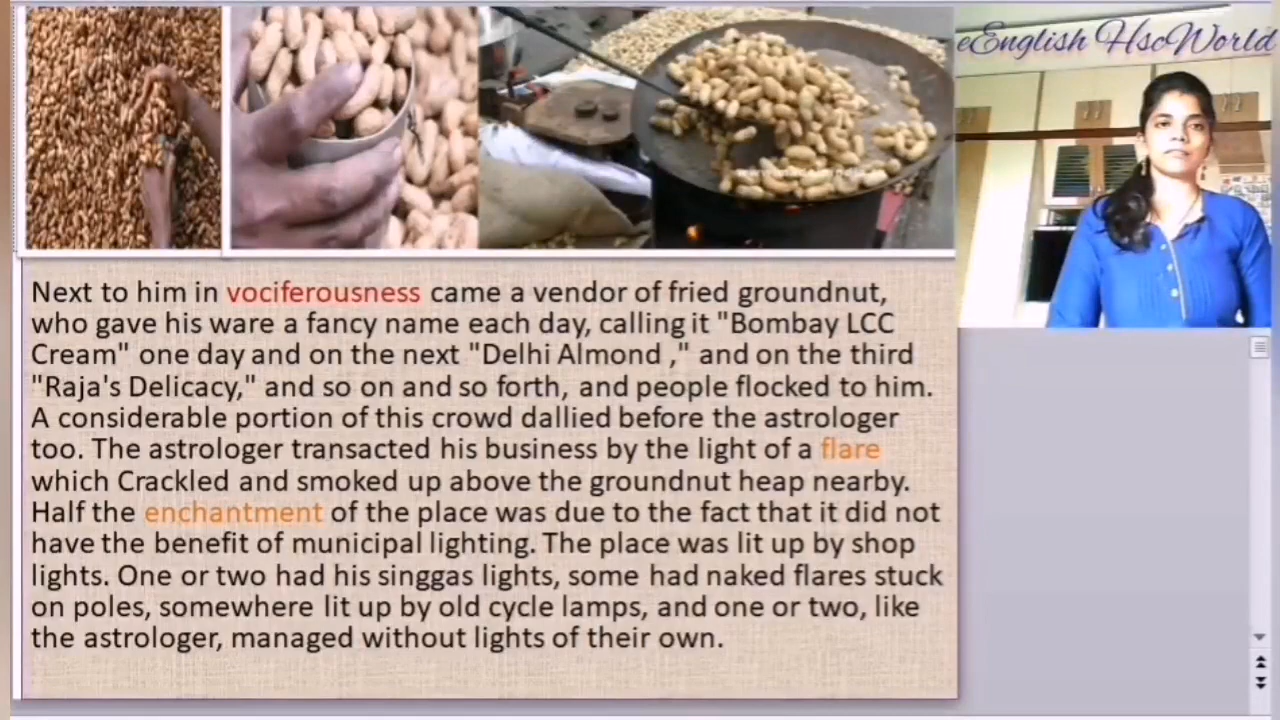 eEnglish HscWorld
Next to him in vociferousness came a vendor of fried groundnut,
who gave his ware a fancy name each day, calling it "Bombay LCC
Cream" one day and on the next "Delhi Almond ," and on the third
"Raja's Delicacy," and so on and so forth, and people flocked to him.
A considerable portion of this crowd dallied before the astrologer
too. The astrologer transacted his business by the light of a flare
which Crackled and smoked up above the groundnut heap nearby.
Half the enchantment of the place was due to the fact that it did not
have the benefit of municipal lighting. The place was lit up by shop
lights. One or two had his singgas lights, some had naked flares stuck
on poles, somewhere lit up by old cycle lamps, and one or two, like
the astrologer, managed without lights of their own.